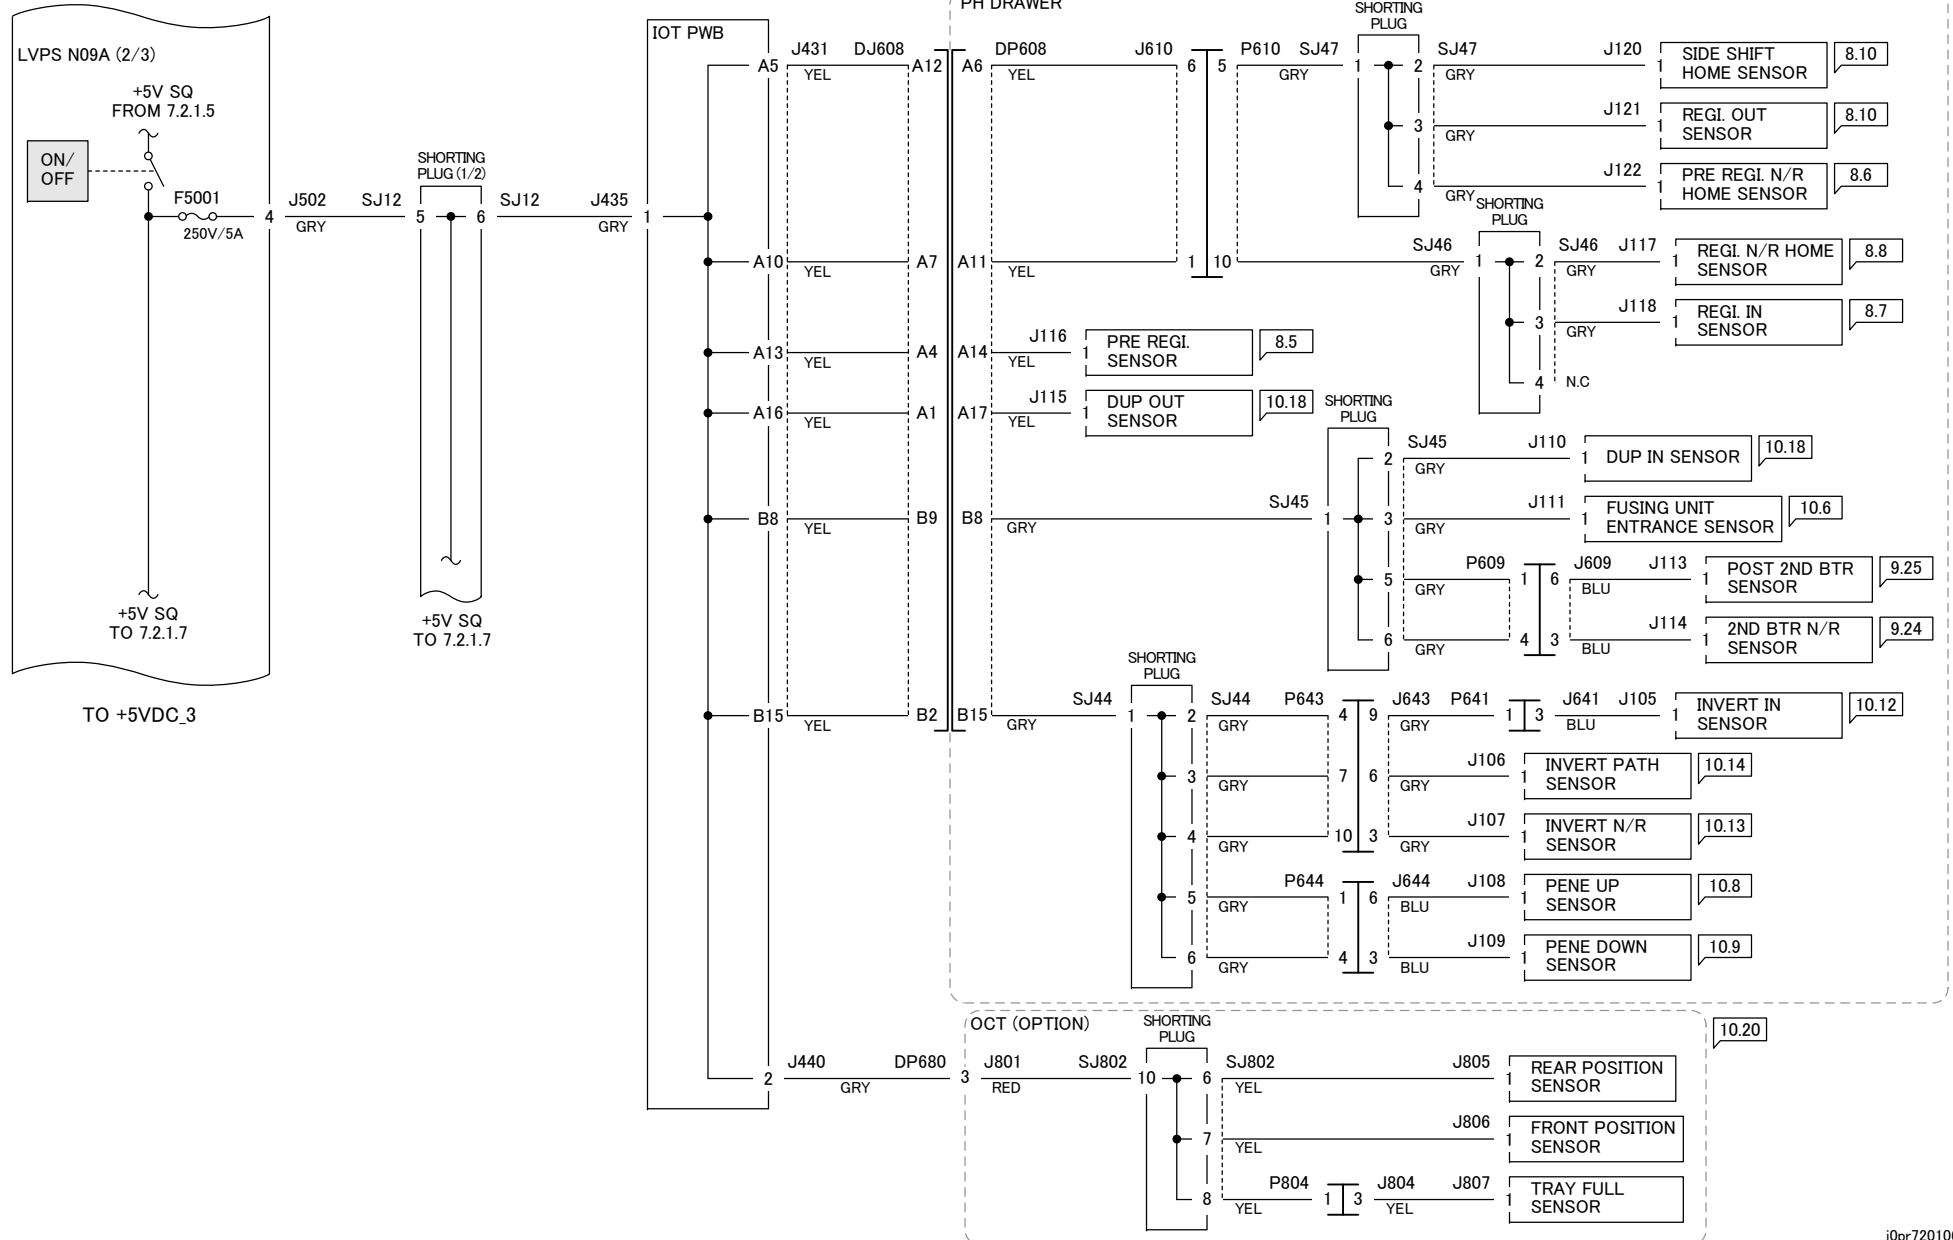 PH DRAWER
LVPS N09A (2/3)
+5V SQ
FROM 7.2.1.5
ON/
OFF
F5001
250V/5A
4
J502
GRY
SJ12
SHORTING
PLUG (1/2)
5
6
SJ12
J435
GRY
1
+5V SQ
TO 7.2.1.7
+5V SQ
TO 7.2.1.7
TO +5VDC_3
IOT PWB
A5
J431
YEL
DJ608
A12
A6
DP608
YEL
J610
6
5
P610
GRY
SJ47
SHORTING
PLUG
1
2
SJ47
GRY
J120
1
SIDE SHIFT
HOME SENSOR
8.10
3
GRY
J121
1
REGI. OUT
SENSOR
8.10
4
GRY
J122
1
PRE REGI. N/R
HOME SENSOR
8.6
A10
YEL
A7
A11
YEL
1
10
SJ46
GRY
SHORTING
PLUG
1
2
SJ46
GRY
J117
1
REGI. N/R HOME
SENSOR
8.8
3
GRY
J118
1
REGI. IN
SENSOR
8.7
4
N.C
A13
YEL
A4
A14
J116
YEL
1
PRE REGI.
SENSOR
8.5
A16
YEL
A1
A17
J115
YEL
1
DUP OUT
SENSOR
10.18
B8
YEL
B9
B8
GRY
SJ45
SHORTING
PLUG
1
2
SJ45
GRY
J110
1
DUP IN SENSOR
10.18
3
GRY
J111
1
FUSING UNIT
ENTRANCE SENSOR
10.6
5
GRY
P609
1
6
J609
BLU
J113
1
POST 2ND BTR
SENSOR
9.25
6
GRY
4
3
BLU
J114
1
2ND BTR N/R
SENSOR
9.24
B15
YEL
B2
B15
GRY
SJ44
SHORTING
PLUG
1
2
SJ44
GRY
P643
4
9
J643
GRY
P641
1
3
J641
BLU
J105
1
INVERT IN
SENSOR
10.12
3
GRY
7
6
GRY
J106
1
INVERT PATH
SENSOR
10.14
4
GRY
10
3
GRY
J107
1
INVERT N/R
SENSOR
10.13
5
GRY
P644
1
6
J644
BLU
J108
1
PENE UP
SENSOR
10.8
6
GRY
4
3
BLU
J109
1
PENE DOWN
SENSOR
10.9
OCT (OPTION)
10.20
2
J440
GRY
DP680
3
J801
RED
SJ802
SHORTING
PLUG
10
6
SJ802
YEL
J805
1
REAR POSITION
SENSOR
7
YEL
J806
1
FRONT POSITION
SENSOR
8
YEL
P804
1
3
J804
YEL
J807
1
TRAY FULL
SENSOR